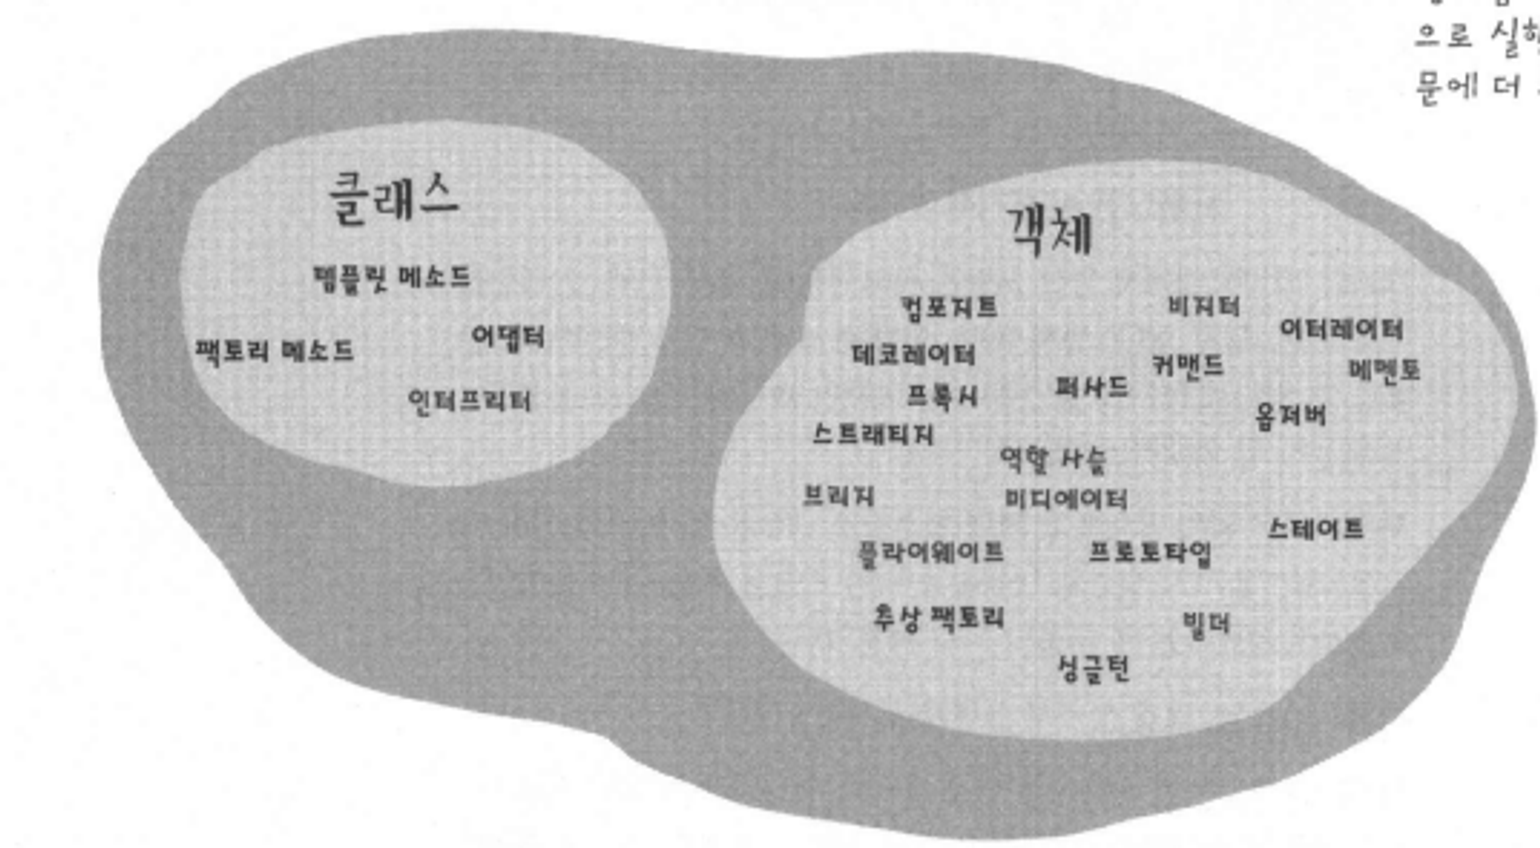 으로
문에 더
클래스
템플릿 메소드
어댑터
팩토리 메소드
인터프리터
객체
컴포지트
비지터
이터레이터
데코레이터
커맨드
메멘토
프록시
퍼사드
옵저버
스트래티지
역할 사슬
브리지
미디에이터
스테이트
플라이웨이트
프로토타입
추상 팩토리
빌더
싱글턴